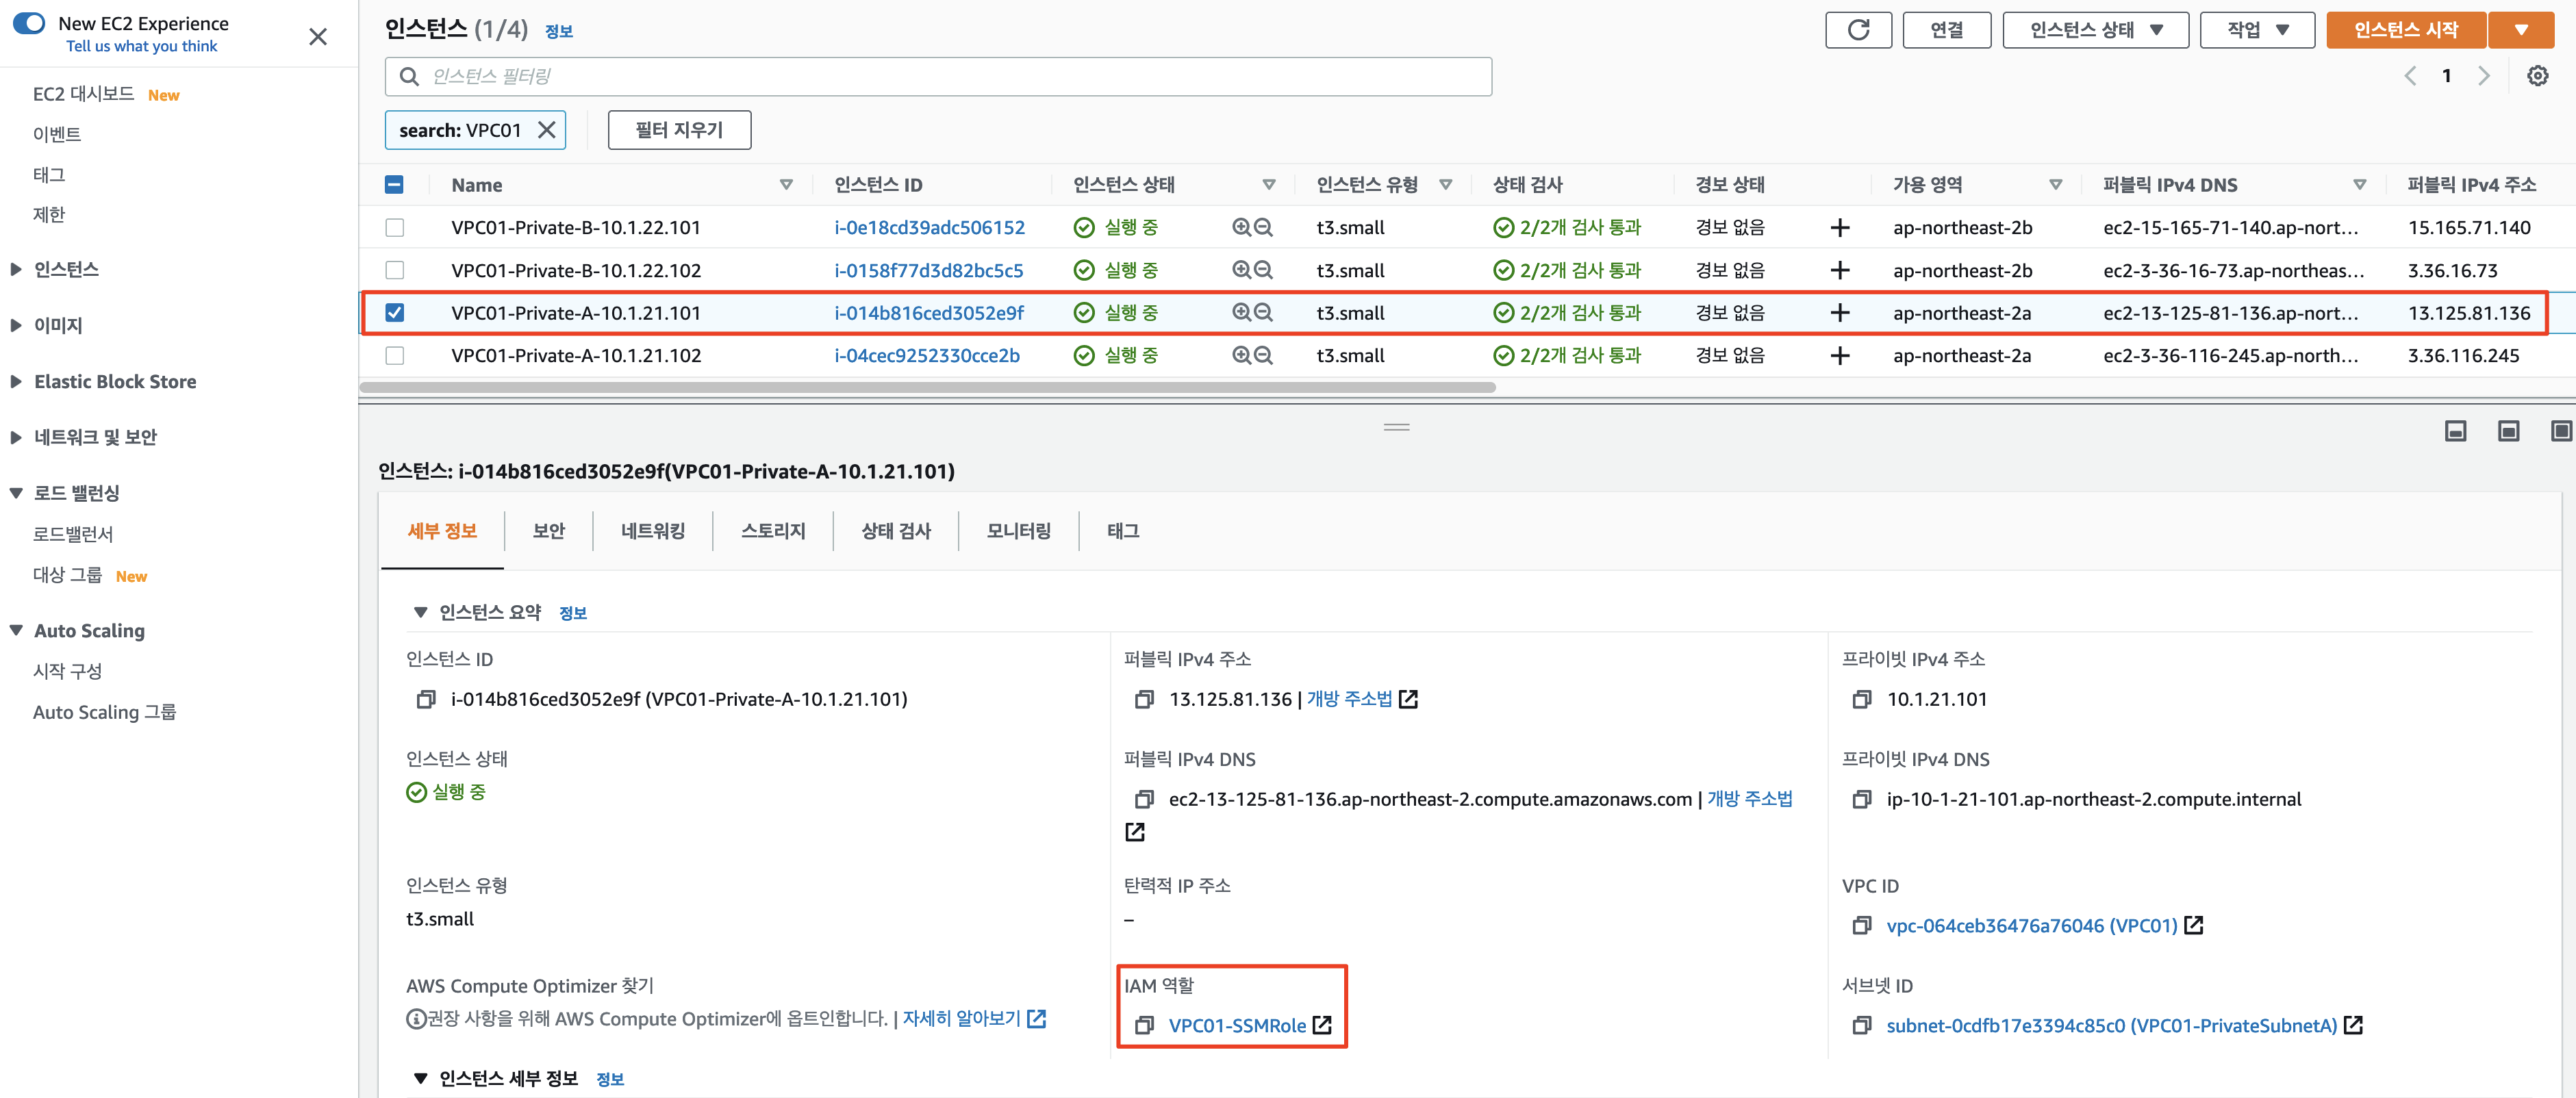 New EC2 Experience
Tell us what you think
EC2 대시보드 New
이벤트
태그
제한
인스턴스
이미지
Elastic Block Store
네트워크 및 보안
로드 밸런싱
로드밸런서
대상 그룹 New
Auto Scaling
시작 구성
Auto Scaling 그룹
인스턴스 (1/4) 정보
연결 인스턴스 상태 작업 인스턴스 시작
인스턴스 필터링
1
search: VPC01 필터 지우기
Name 인스턴스 ID 인스턴스 상태 인스턴스 유형 상태 검사 경보 상태 가용 영역 퍼블릭 IPv4 DNS 퍼블릭 IPv4 주소
VPC01-Private-B-10.1.22.101 i-0e18cd39adc506152 실행 중 t3.small 2/2개 검사 통과 경보 없음 ap-northeast-2b ec2-15-165-71-140.ap-nort... 15.165.71.140
VPC01-Private-B-10.1.22.102 i-0158f77d3d82bc5c5 실행 중 t3.small 2/2개 검사 통과 경보 없음 ap-northeast-2b ec2-3-36-16-73.ap-northeas... 3.36.16.73
VPC01-Private-A-10.1.21.101 i-014b816ced3052e9f 실행 중 t3.small 2/2개 검사 통과 경보 없음 ap-northeast-2a ec2-13-125-81-136.ap-nort... 13.125.81.136
VPC01-Private-A-10.1.21.102 i-04cec9252330cce2b 실행 중 t3.small 2/2개 검사 통과 경보 없음 ap-northeast-2a ec2-3-36-116-245.ap-north... 3.36.116.245
인스턴스: i-014b816ced3052e9f(VPC01-Private-A-10.1.21.101)
세부 정보 보안 네트워킹 스토리지 상태 검사 모니터링 태그
인스턴스 요약 정보
인스턴스 ID 퍼블릭 IPv4 주소 프라이빗 IPv4 주소
i-014b816ced3052e9f (VPC01-Private-A-10.1.21.101) 13.125.81.136 | 개방 주소법 10.1.21.101
인스턴스 상태 퍼블릭 IPv4 DNS 프라이빗 IPv4 DNS
실행 중 ec2-13-125-81-136.ap-northeast-2.compute.amazonaws.com | 개방 주소법 ip-10-1-21-101.ap-northeast-2.compute.internal
인스턴스 유형 탄력적 IP 주소 VPC ID
t3.small – vpc-064ceb36476a76046 (VPC01)
AWS Compute Optimizer 찾기 IAM 역할 서브넷 ID
권장 사항을 위해 AWS Compute Optimizer에 옵트인합니다. | 자세히 알아보기 VPC01-SSMRole subnet-0cdfb17e3394c85c0 (VPC01-PrivateSubnetA)
인스턴스 세부 정보 정보